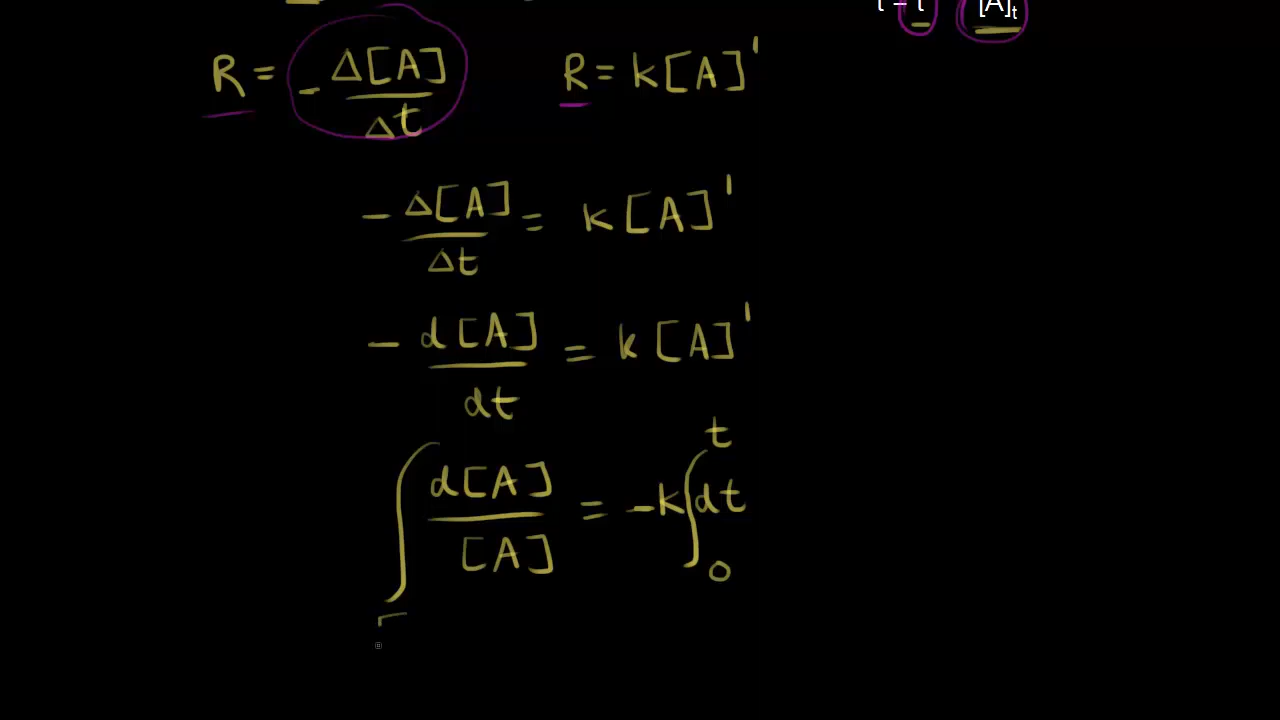 t = t [A]t
R = - Δ[A] / Δt R = k[A]¹
- Δ[A] / Δt = k[A]¹
- d[A] / dt = k[A]¹
∫ d[A] / [A] = -k ∫₀ᵗ dt
[